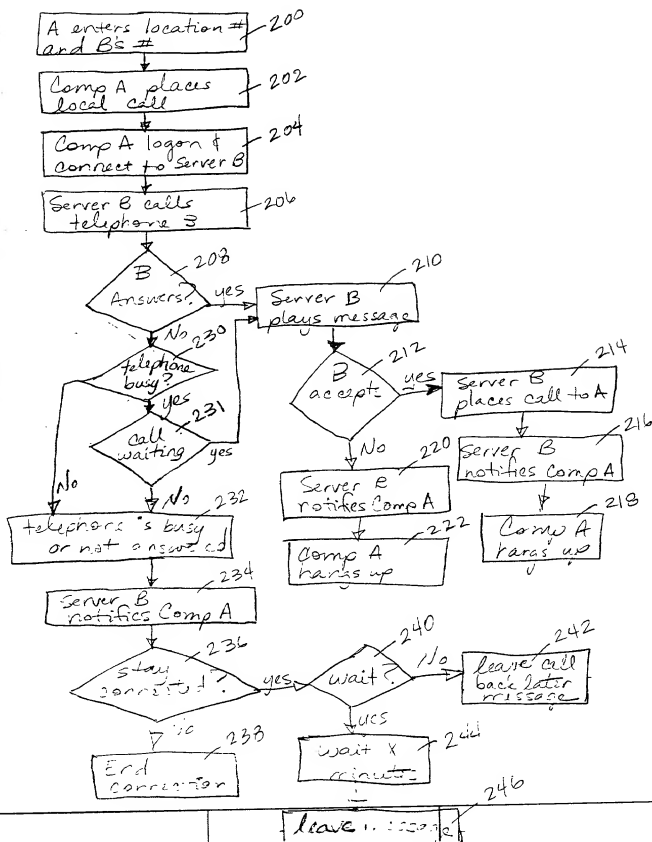 A enters location #
and B's #
200
Comp A places
local call
202
Comp A logon &
connect to Server B
204
Server B calls
telephone 3
206
B
Answers?
208
yes
No
Server B
plays message
210
telephone
busy?
230
yes
No
B
accepts
212
yes
No
Server B
places call to A
214
call
waiting
231
yes
No
Server B
notifies Comp A
216
Server B
notifies Comp A
220
Comp A
hangs up
218
telephone is busy
or not answered
232
Comp A
hangs up
222
Server B
notifies Comp A
234
stay
connected?
236
yes
No
wait?
240
No
yes
leave call
back later
message
242
End
connection
238
wait X
minutes
244
leave message
246